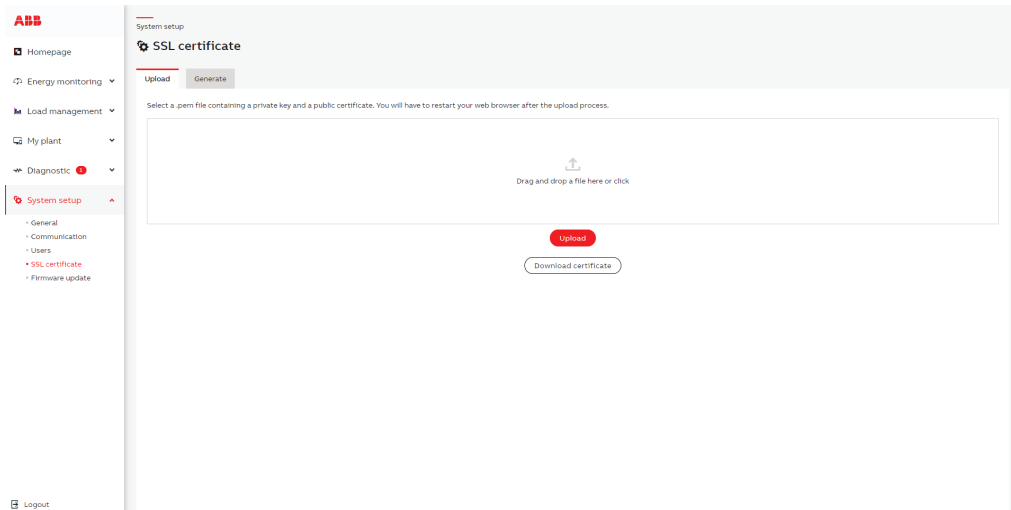 ABB
Homepage
Energy monitoring
Load management
My plant
Diagnostic 1
System setup
General
Communication
Users
SSL certificate
Firmware update
Logout
System setup
SSL certificate
Upload Generate
Select a .pem file containing a private key and a public certificate. You will have to restart your web browser after the upload process.
Drag and drop a file here or click
Upload
Download certificate